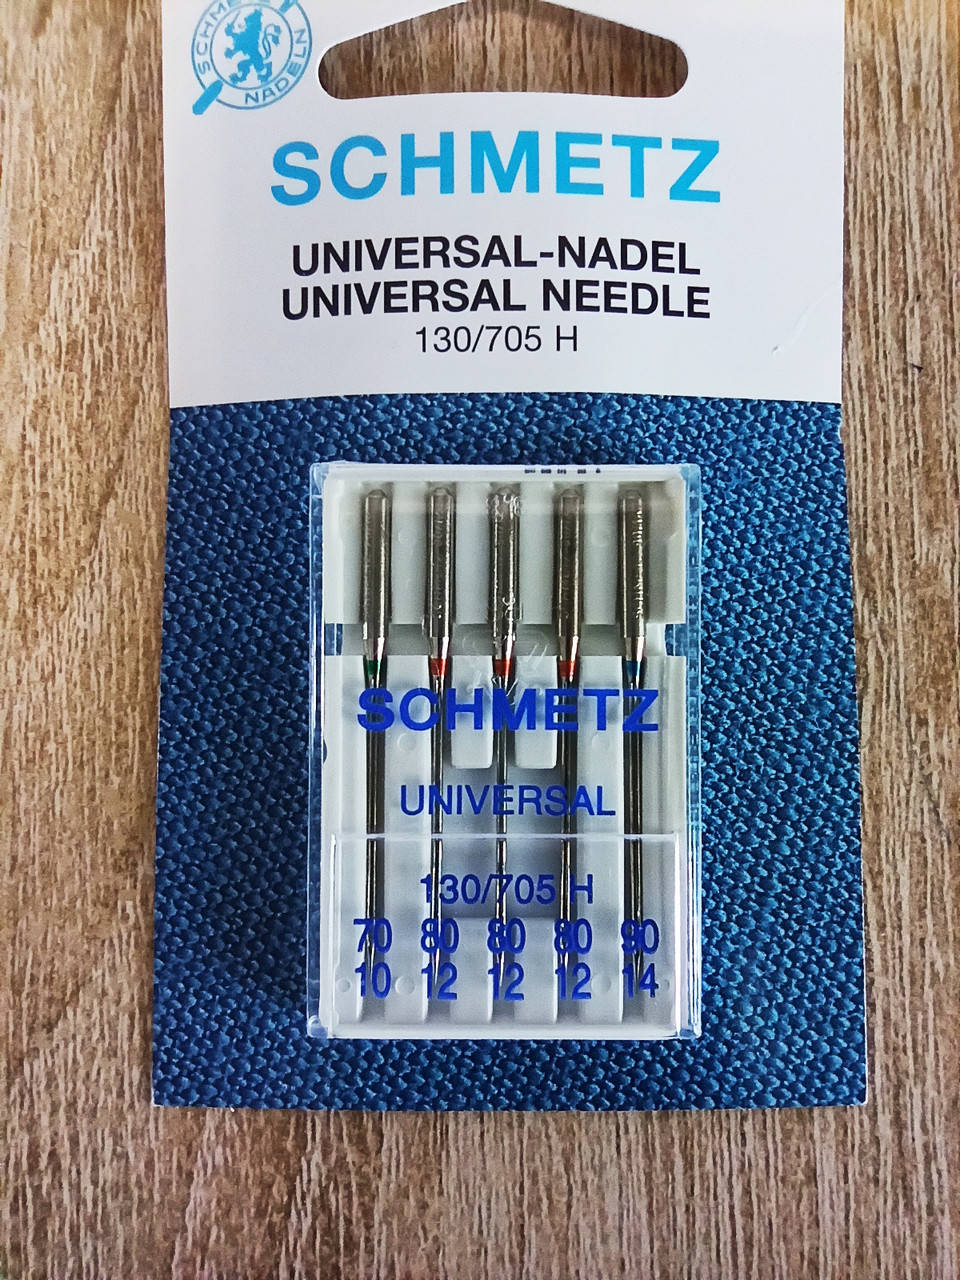 SCHMETZ
NADELN
SCHMETZ
UNIVERSAL-NADEL
UNIVERSAL NEEDLE
130/705 H
SCHMETZ
UNIVERSAL
130/705 H
70 80 80 80 90
10 12 12 12 14